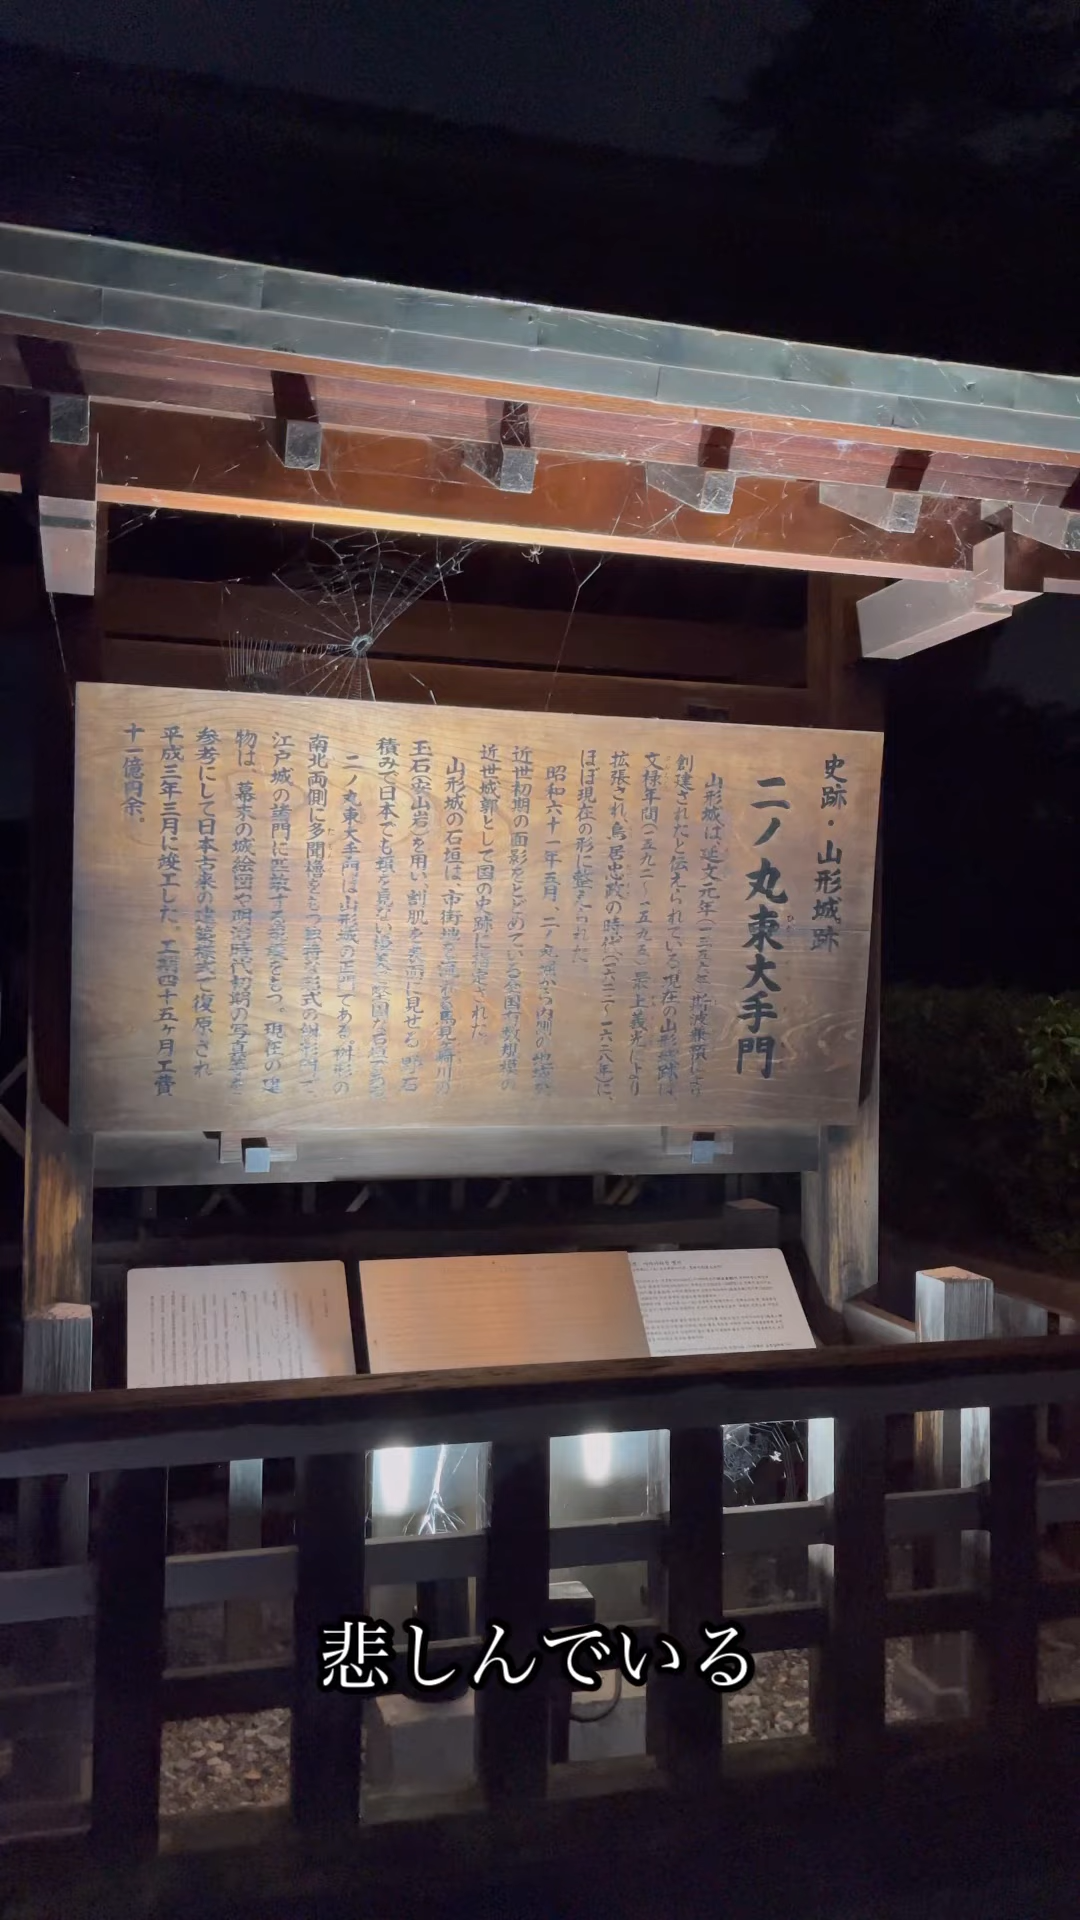 史跡・山形城跡
二ノ丸東大手門
山形城は、延文元年(一三五六年)斯波兼頼により
創建されたと伝えられている。現在の山形城跡は、
文禄年間(一五九二〜一五九五)最上義光により
拡張され、鳥居忠政の時代(一六二二〜一六二八年)に、
ほぼ現在の形に整えられた。
昭和六十一年五月、二ノ丸堀から内側の地域が
近世初期の面影をとどめている全国有数規模の
近世城郭として国の史跡に指定された。
山形城の石垣は、市街地を流れる馬見ヶ崎川の
玉石(安山岩)を用い、割肌を表面に見せる野石
積みで日本でも類を見ない優美で堅固な石垣である
二ノ丸東大手門は山形城の正門である。桝形の
南北両側に多聞櫓をもつ独特な形式の桝形門で、
江戸城の諸門に匹敵する規模をもつ。現在の建
物は、幕末の城絵図や明治時代初期の写真等を
参考にして日本古来の建築様式で復原され
平成三年三月に竣工した。工期四十五ヶ月工費
十一億円余。
悲しんでいる